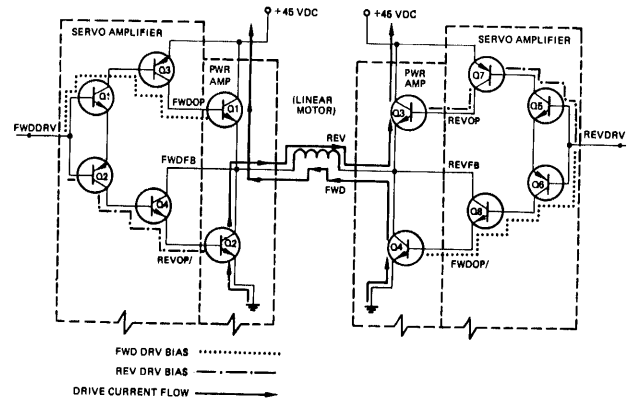 +45 VDC
+45 VDC
SERVO AMPLIFIER
SERVO AMPLIFIER
Q3
PWR
AMP
PWR
AMP
Q7
Q1
FWDOP
Q1
(LINEAR
MOTOR)
REV
Q3
REVOP
Q5
FWDDRV
REVDRV
Q2
FWDFB
REVFB
Q6
FWD
Q4
Q8
Q2
Q4
REVOP/
FWDOP/
FWD DRV BIAS
REV DRV BIAS
DRIVE CURRENT FLOW